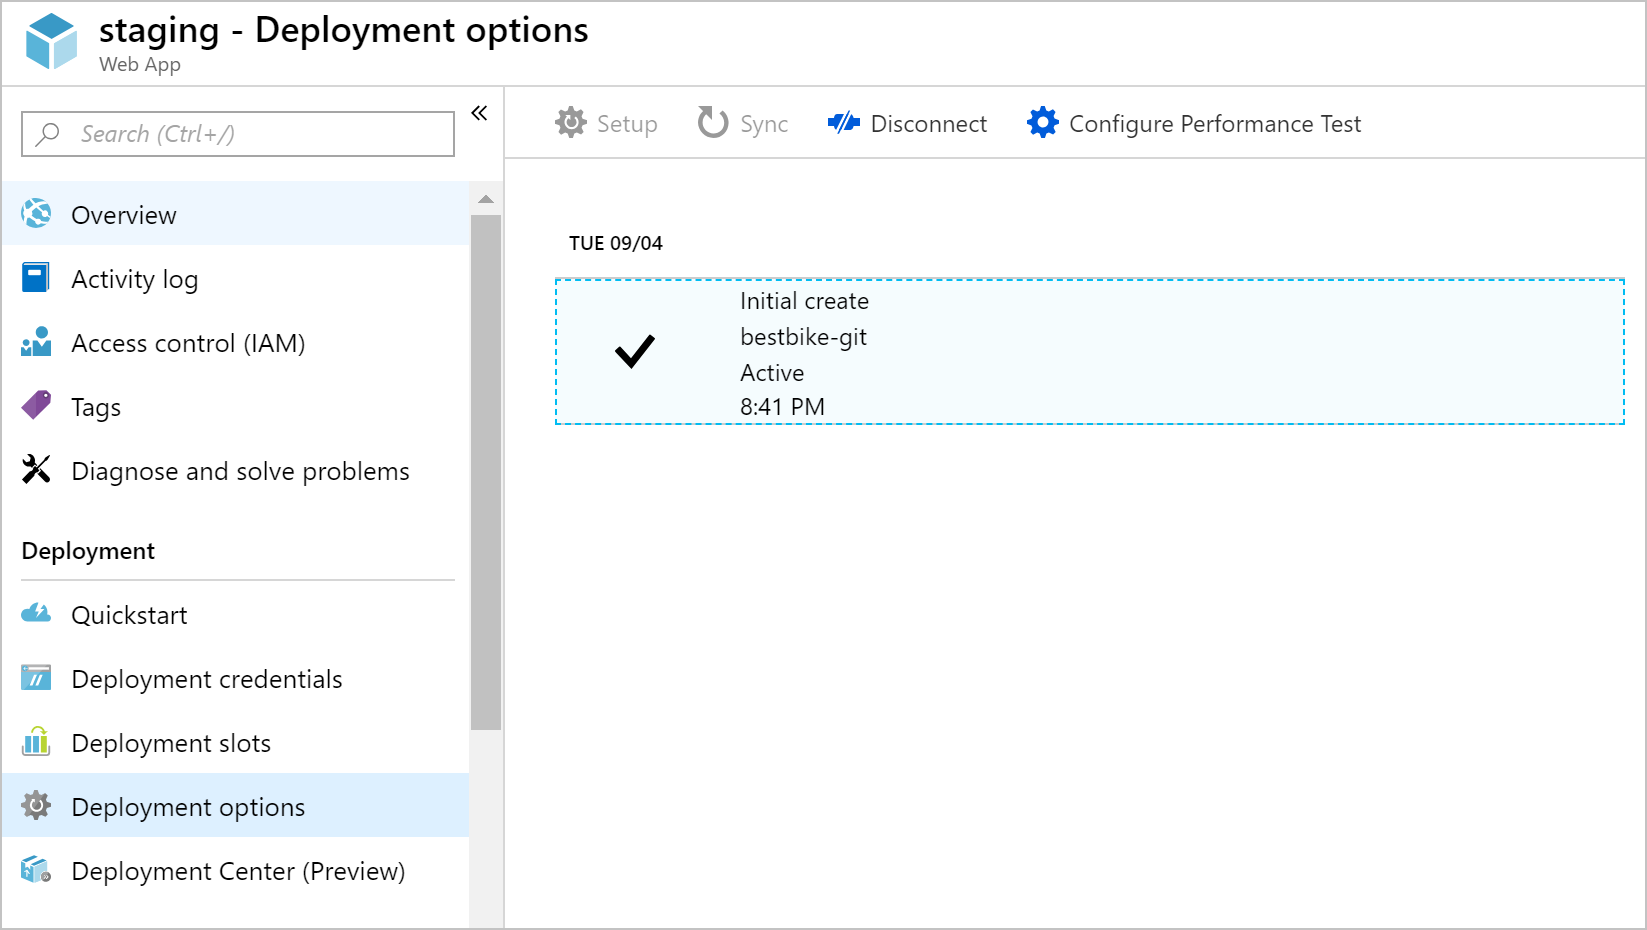 staging - Deployment options
Web App
Search (Ctrl+/)
«
Overview
Activity log
Access control (IAM)
Tags
Diagnose and solve problems
Deployment
Quickstart
Deployment credentials
Deployment slots
Deployment options
Deployment Center (Preview)
Setup Sync Disconnect Configure Performance Test
TUE 09/04
Initial create
bestbike-git
Active
8:41 PM